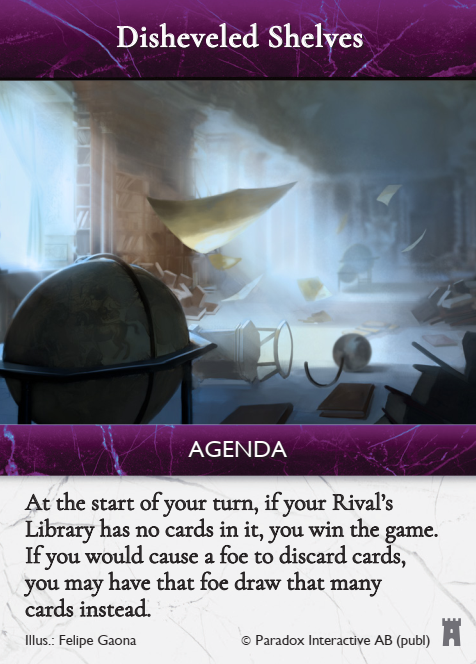 Disheveled Shelves
AGENDA
At the start of your turn, if your Rival’s
Library has no cards in it, you win the game.
If you would cause a foe to discard cards,
you may have that foe draw that many
cards instead.
Illus.: Felipe Gaona © Paradox Interactive AB (publ)